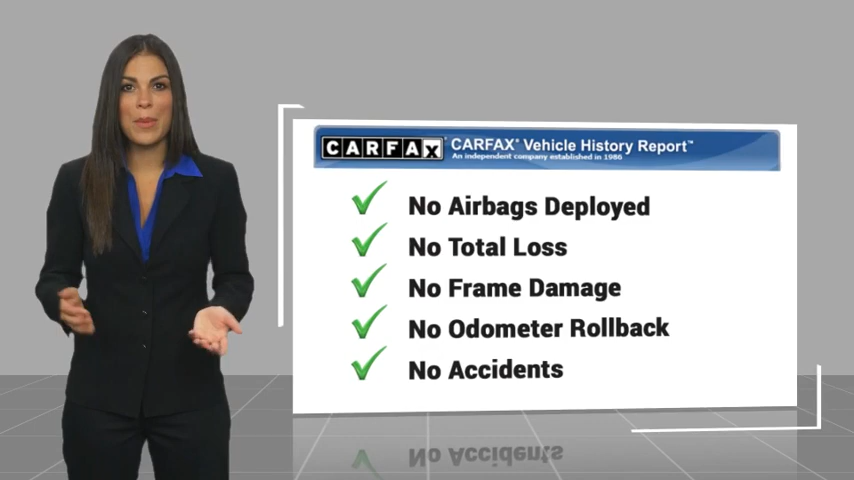 CARFAX
CARFAX® Vehicle History Report™
An independent company established in 1986
No Airbags Deployed
No Total Loss
No Frame Damage
No Odometer Rollback
No Accidents
No Accidents